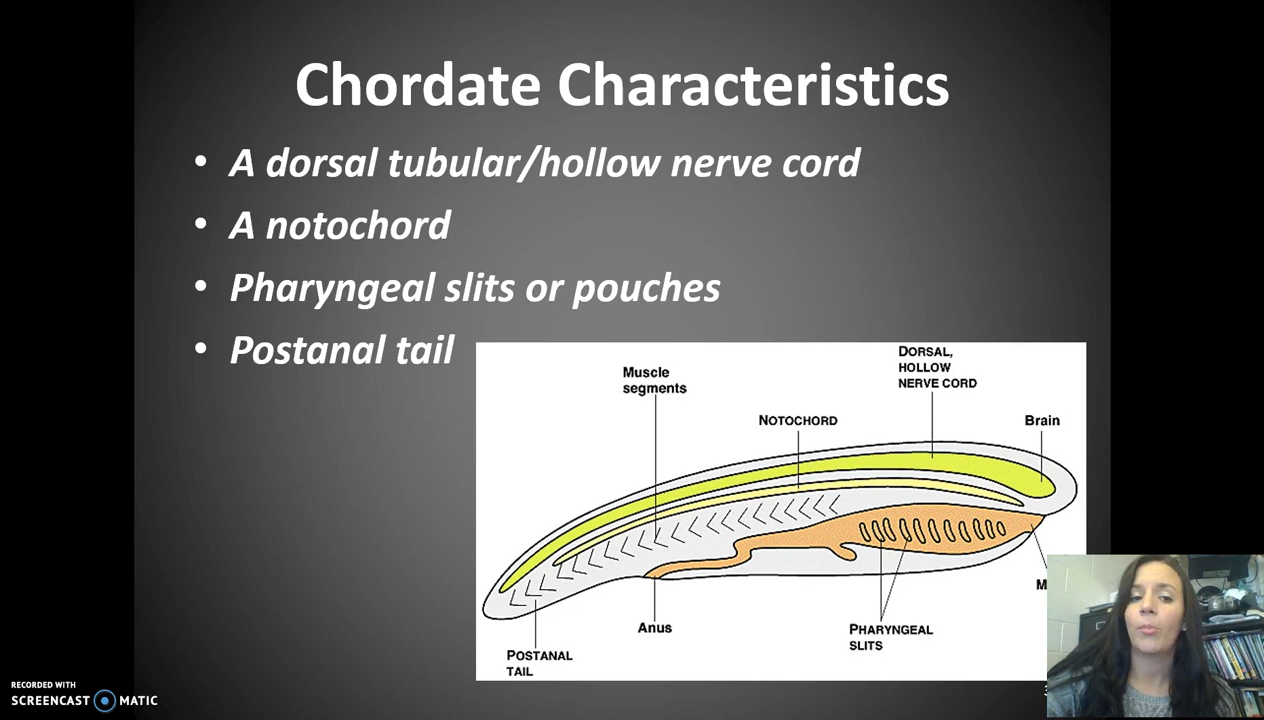 Chordate Characteristics
• A dorsal tubular/hollow nerve cord
• A notochord
• Pharyngeal slits or pouches
• Postanal tail
DORSAL,
HOLLOW
NERVE CORD
Muscle
segments
NOTOCHORD
Brain
M
Anus
PHARYNGEAL
SLITS
POSTANAL
TAIL
RECORDED WITH
SCREENCAST MATIC